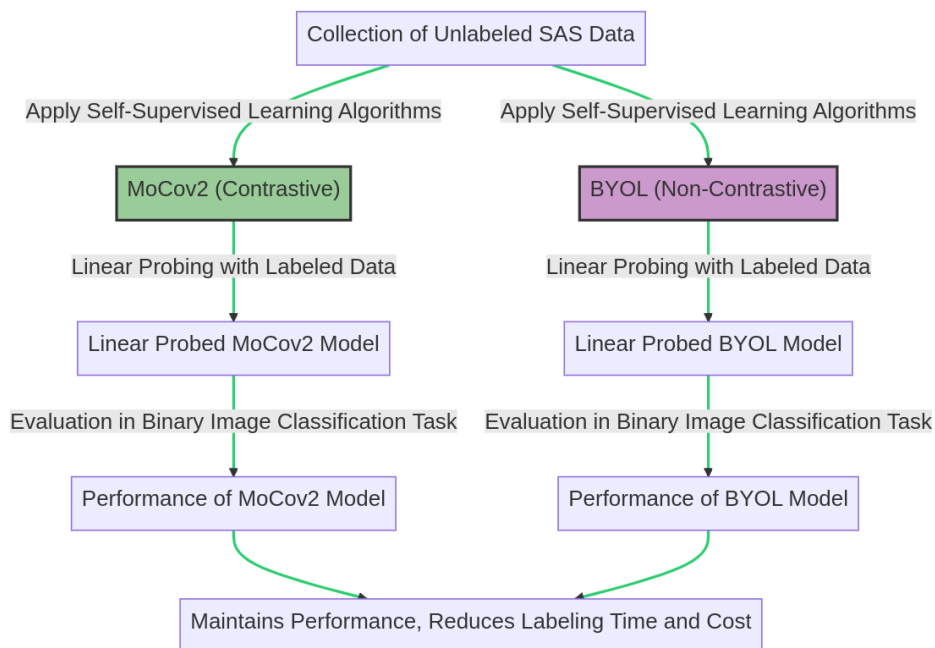 Collection of Unlabeled SAS Data
Apply Self-Supervised Learning Algorithms
Apply Self-Supervised Learning Algorithms
MoCov2 (Contrastive)
BYOL (Non-Contrastive)
Linear Probing with Labeled Data
Linear Probing with Labeled Data
Linear Probed MoCov2 Model
Linear Probed BYOL Model
Evaluation in Binary Image Classification Task
Evaluation in Binary Image Classification Task
Performance of MoCov2 Model
Performance of BYOL Model
Maintains Performance, Reduces Labeling Time and Cost